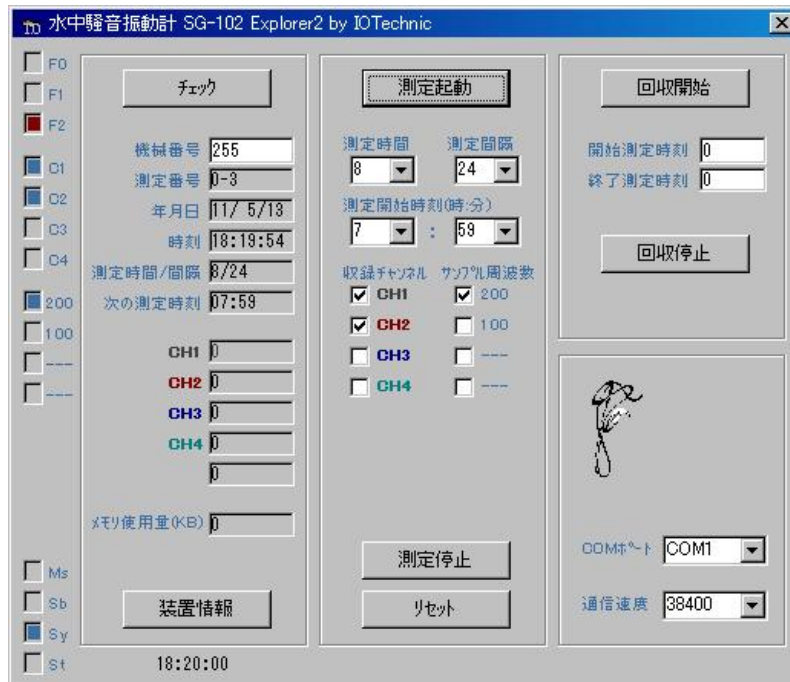 水中騒音振動計 SG-102 Explorer2 by IOTechnic
F0
F1
F2
C1
C2
C3
C4
200
100
---
---
Ms
Sb
Sy
St
チェック
機械番号 255
測定番号 0-3
年月日 11/ 5/13
時刻 18:19:54
測定時間/間隔 8/24
次の測定時刻 07:59
CH1 0
CH2 0
CH3 0
CH4 0
0
メモリ使用量(KB) 0
装置情報
18:20:00
測定起動
測定時間 測定間隔
8 24
測定開始時刻(時:分)
7 : 59
収録チャンネル サンプル周波数
CH1 200
CH2 100
CH3 ---
CH4 ---
測定停止
リセット
回収開始
開始測定時刻 0
終了測定時刻 0
回収停止
COMポート COM1
通信速度 38400